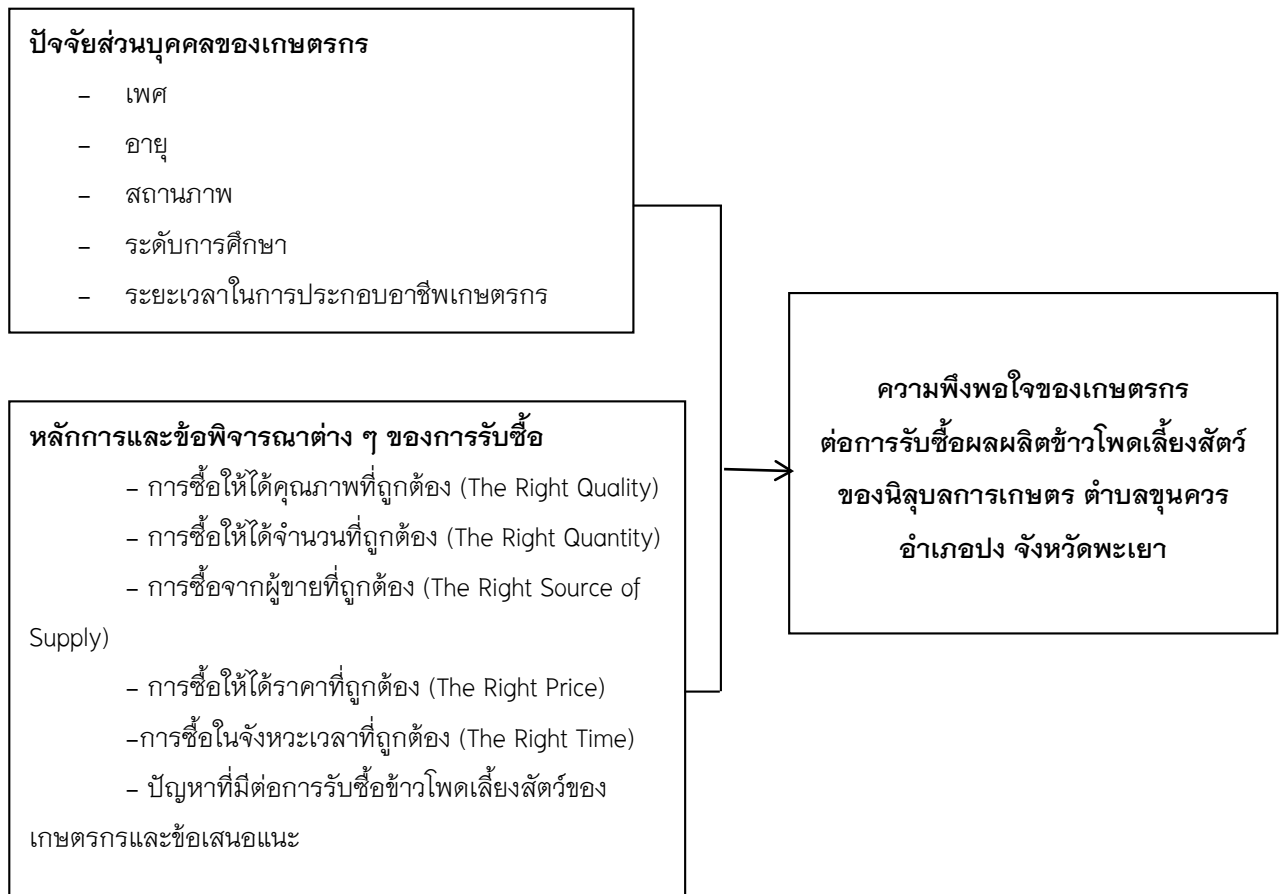 ปัจจัยส่วนบุคคลของเกษตรกร
– เพศ
– อายุ
– สถานภาพ
– ระดับการศึกษา
– ระยะเวลาในการประกอบอาชีพเกษตรกร
หลักการและข้อพิจารณาต่าง ๆ ของการรับซื้อ
– การซื้อให้ได้คุณภาพที่ถูกต้อง (The Right Quality)
– การซื้อให้ได้จำนวนที่ถูกต้อง (The Right Quantity)
– การซื้อจากผู้ขายที่ถูกต้อง (The Right Source of
Supply)
– การซื้อให้ได้ราคาที่ถูกต้อง (The Right Price)
–การซื้อในจังหวะเวลาที่ถูกต้อง (The Right Time)
– ปัญหาที่มีต่อการรับซื้อข้าวโพดเลี้ยงสัตว์ของ
เกษตรกรและข้อเสนอแนะ
ความพึงพอใจของเกษตรกร
ต่อการรับซื้อผลผลิตข้าวโพดเลี้ยงสัตว์
ของนิลุบลการเกษตร ตำบลขุนควร
อำเภอปง จังหวัดพะเยา